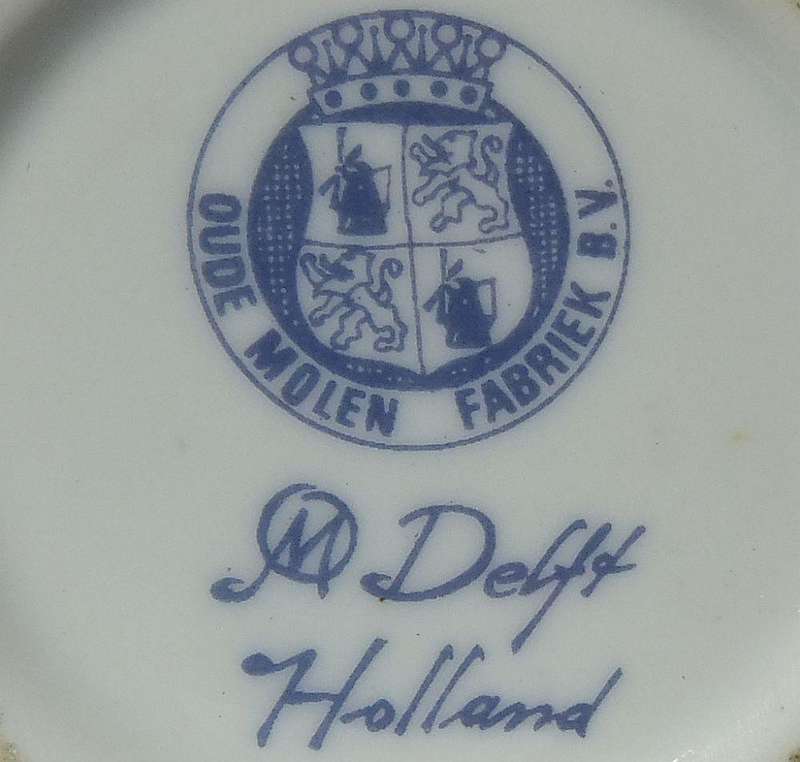 OUDE MOLEN FABRIEK B.V.
OM Delft
Holland